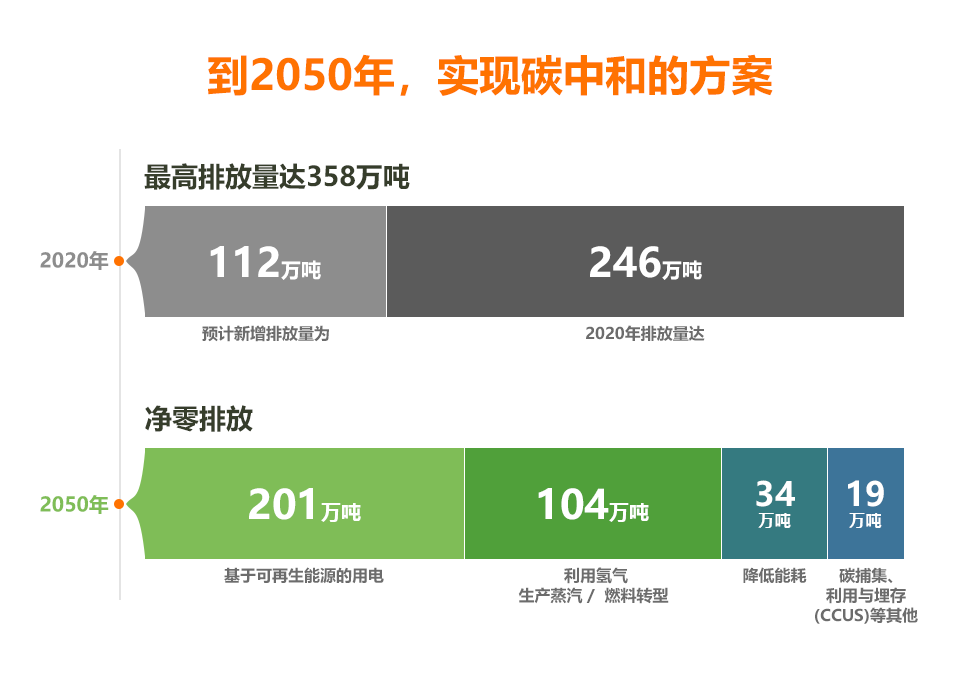 到2050年，实现碳中和的方案
最高排放量达358万吨
2020年
112万吨
246万吨
预计新增排放量为
2020年排放量达
净零排放
2050年
201万吨
104万吨
34
万吨
19
万吨
基于可再生能源的用电
利用氢气
生产蒸汽 / 燃料转型
降低能耗
碳捕集、
利用与埋存
(CCUS)等其他